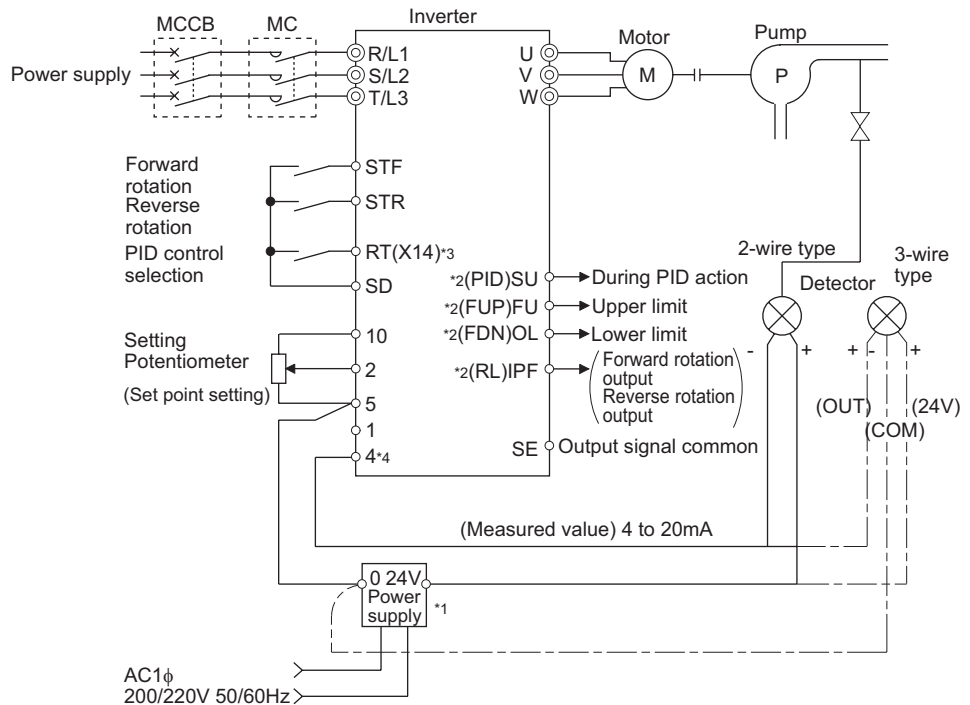 Inverter
MCCB
MC
Power supply
R/L1
S/L2
T/L3
U
V
W
Motor
M
Pump
P
Forward
rotation
Reverse
rotation
PID control
selection
STF
STR
RT(X14)*3
SD
Setting
Potentiometer
(Set point setting)
10
2
5
1
4*4
*2(PID)SU
During PID action
*2(FUP)FU
Upper limit
*2(FDN)OL
Lower limit
*2(RL)IPF
Forward rotation
output
Reverse rotation
output
SE
Output signal common
2-wire type
Detector
3-wire
type
- +
+ - +
(OUT)
(COM)
(24V)
(Measured value) 4 to 20mA
0 24V
Power
supply
*1
AC1ϕ
200/220V 50/60Hz